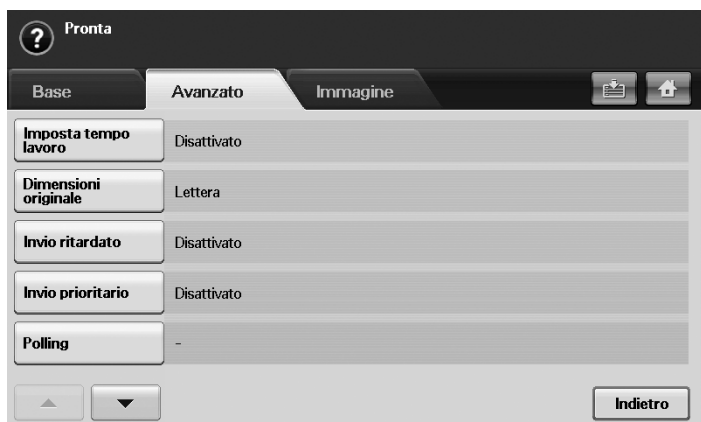 Pronta
Base
Avanzato
Immagine
Imposta tempo
lavoro
Disattivato
Dimensioni
originale
Lettera
Invio ritardato
Disattivato
Invio prioritario
Disattivato
Polling
-
Indietro